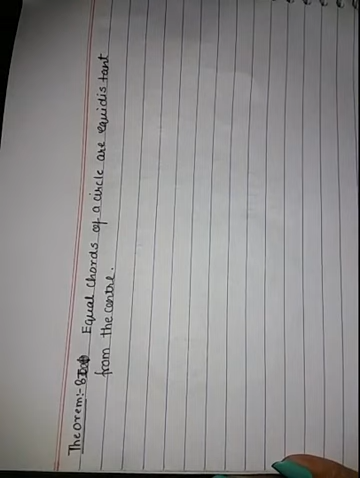 Theorem:- Equal chords of a circle are equidistant
from the centre.